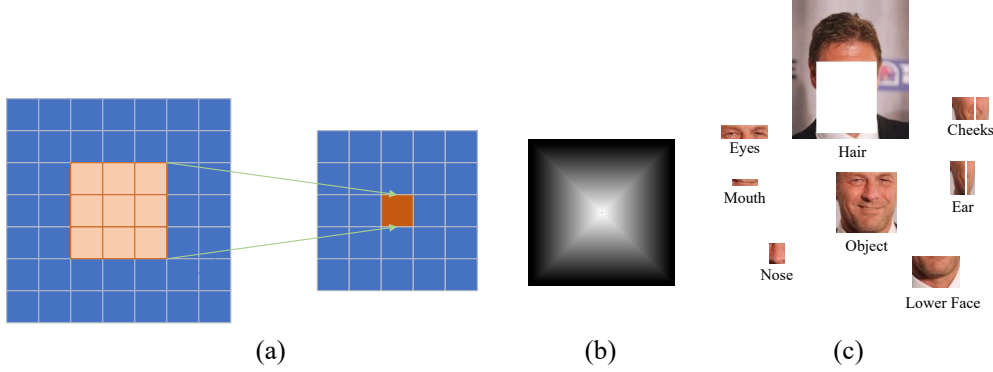 Eyes
Hair
Cheeks
Mouth
Ear
Object
Nose
Lower Face
(a)
(b)
(c)